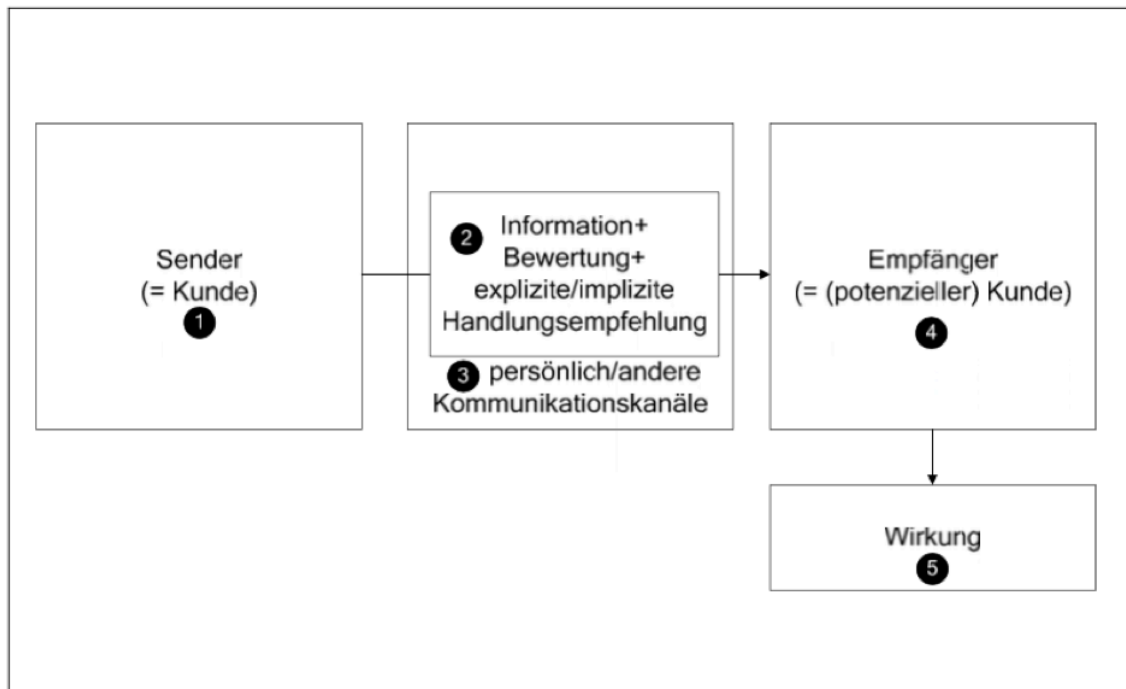 Sender
(= Kunde)
1
2 Information+
Bewertung+
explizite/implizite
Handlungsempfehlung
3 persönlich/andere
Kommunikationskanäle
Empfänger
(= (potenzieller) Kunde)
4
Wirkung
5